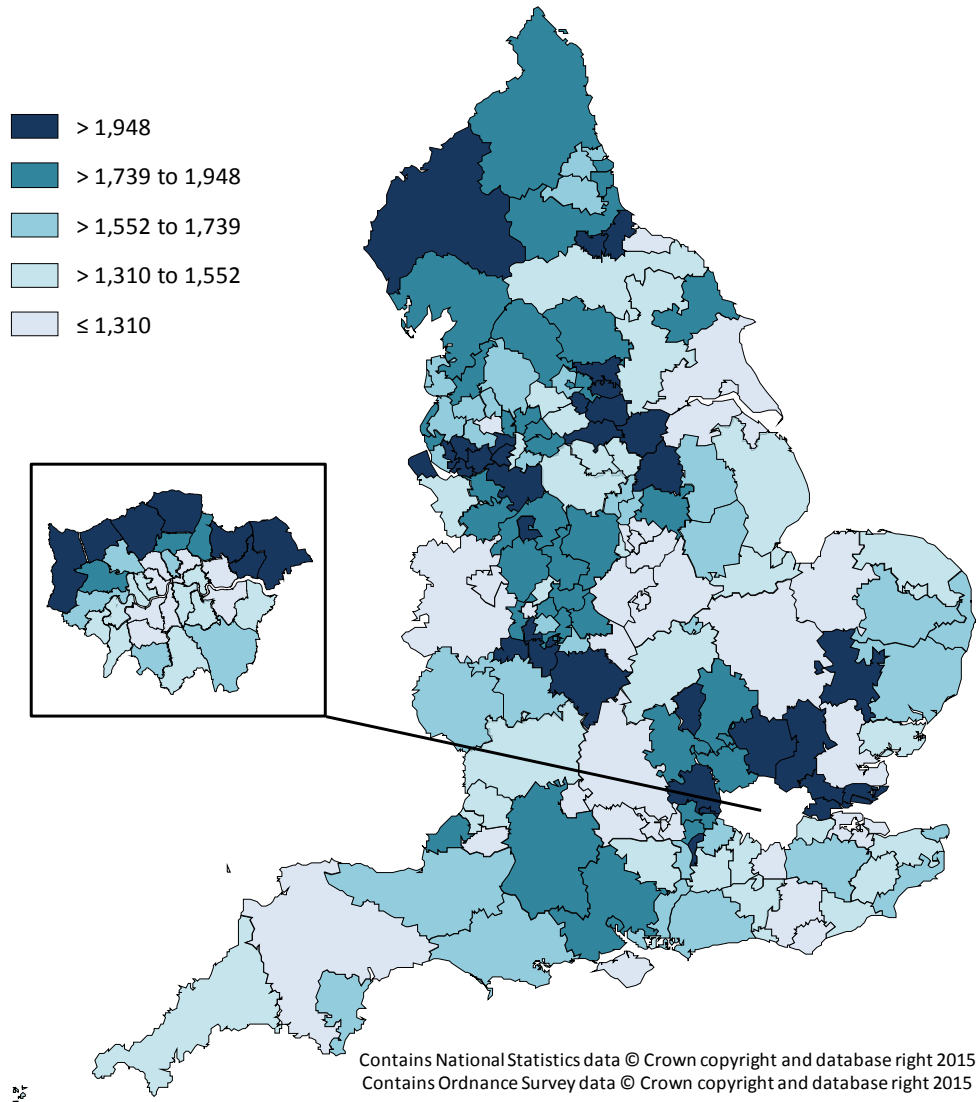 > 1,948
> 1,739 to 1,948
> 1,552 to 1,739
> 1,310 to 1,552
≤ 1,310
Contains National Statistics data © Crown copyright and database right 2015
Contains Ordnance Survey data © Crown copyright and database right 2015